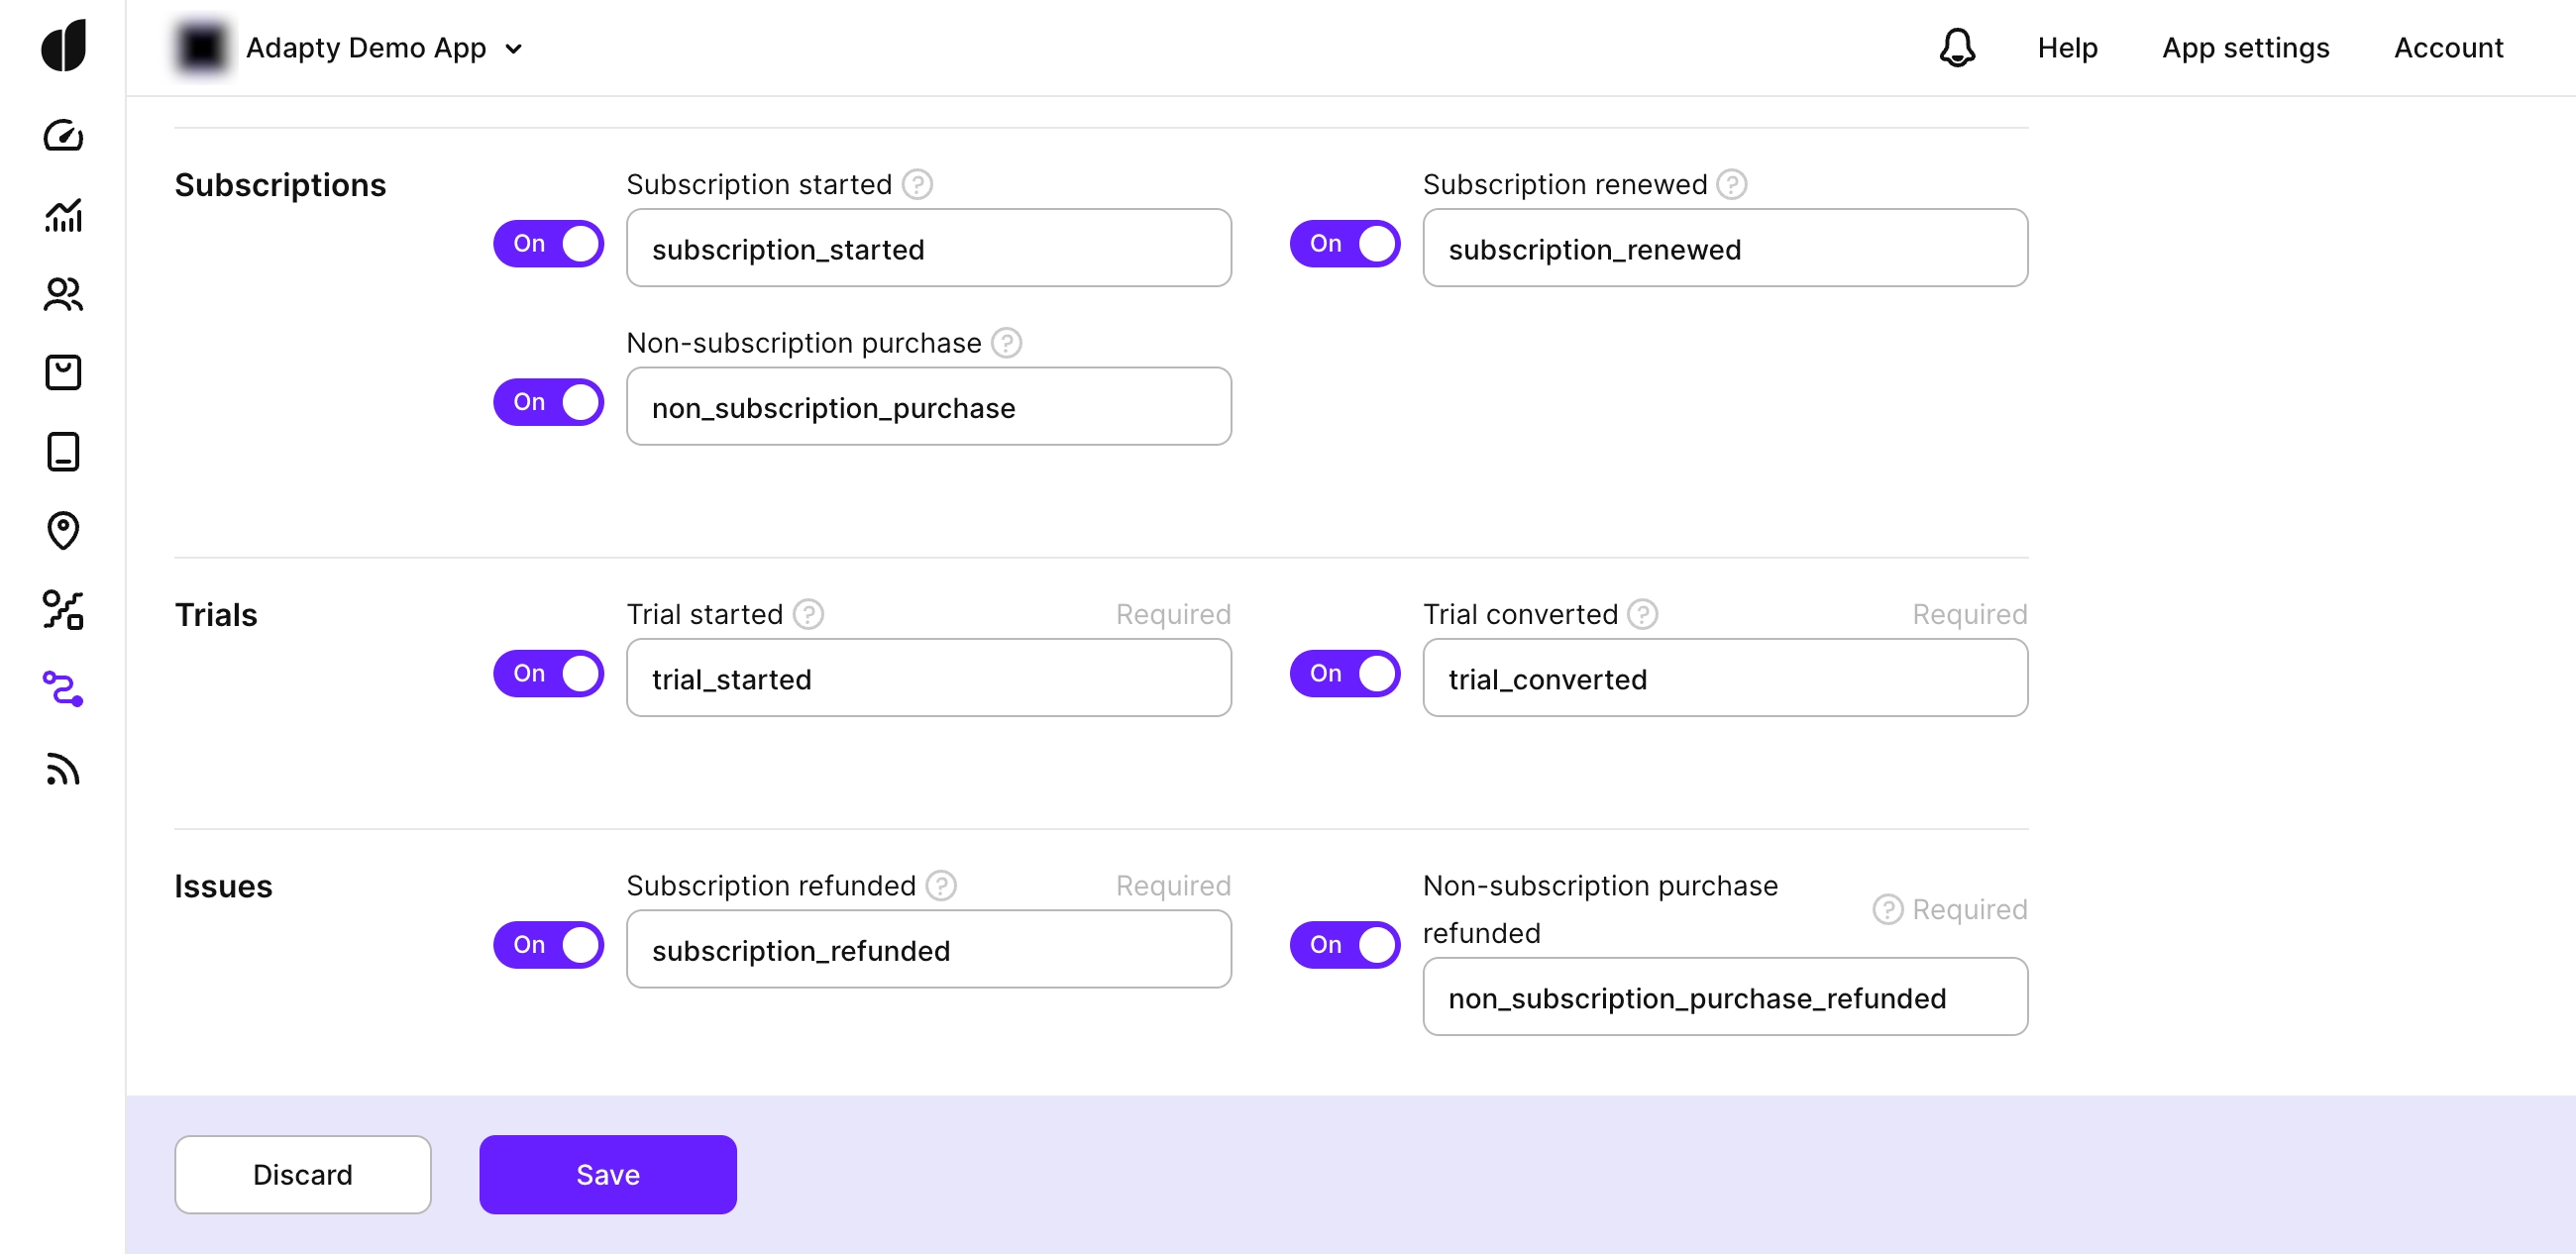 Adapty Demo App
Help
App settings
Account
Subscriptions
Subscription started
Subscription renewed
On
subscription_started
On
subscription_renewed
Non-subscription purchase
On
non_subscription_purchase
Trials
Trial started
Required
Trial converted
Required
On
trial_started
On
trial_converted
Issues
Subscription refunded
Required
Non-subscription purchase
refunded
Required
On
subscription_refunded
On
non_subscription_purchase_refunded
Discard
Save